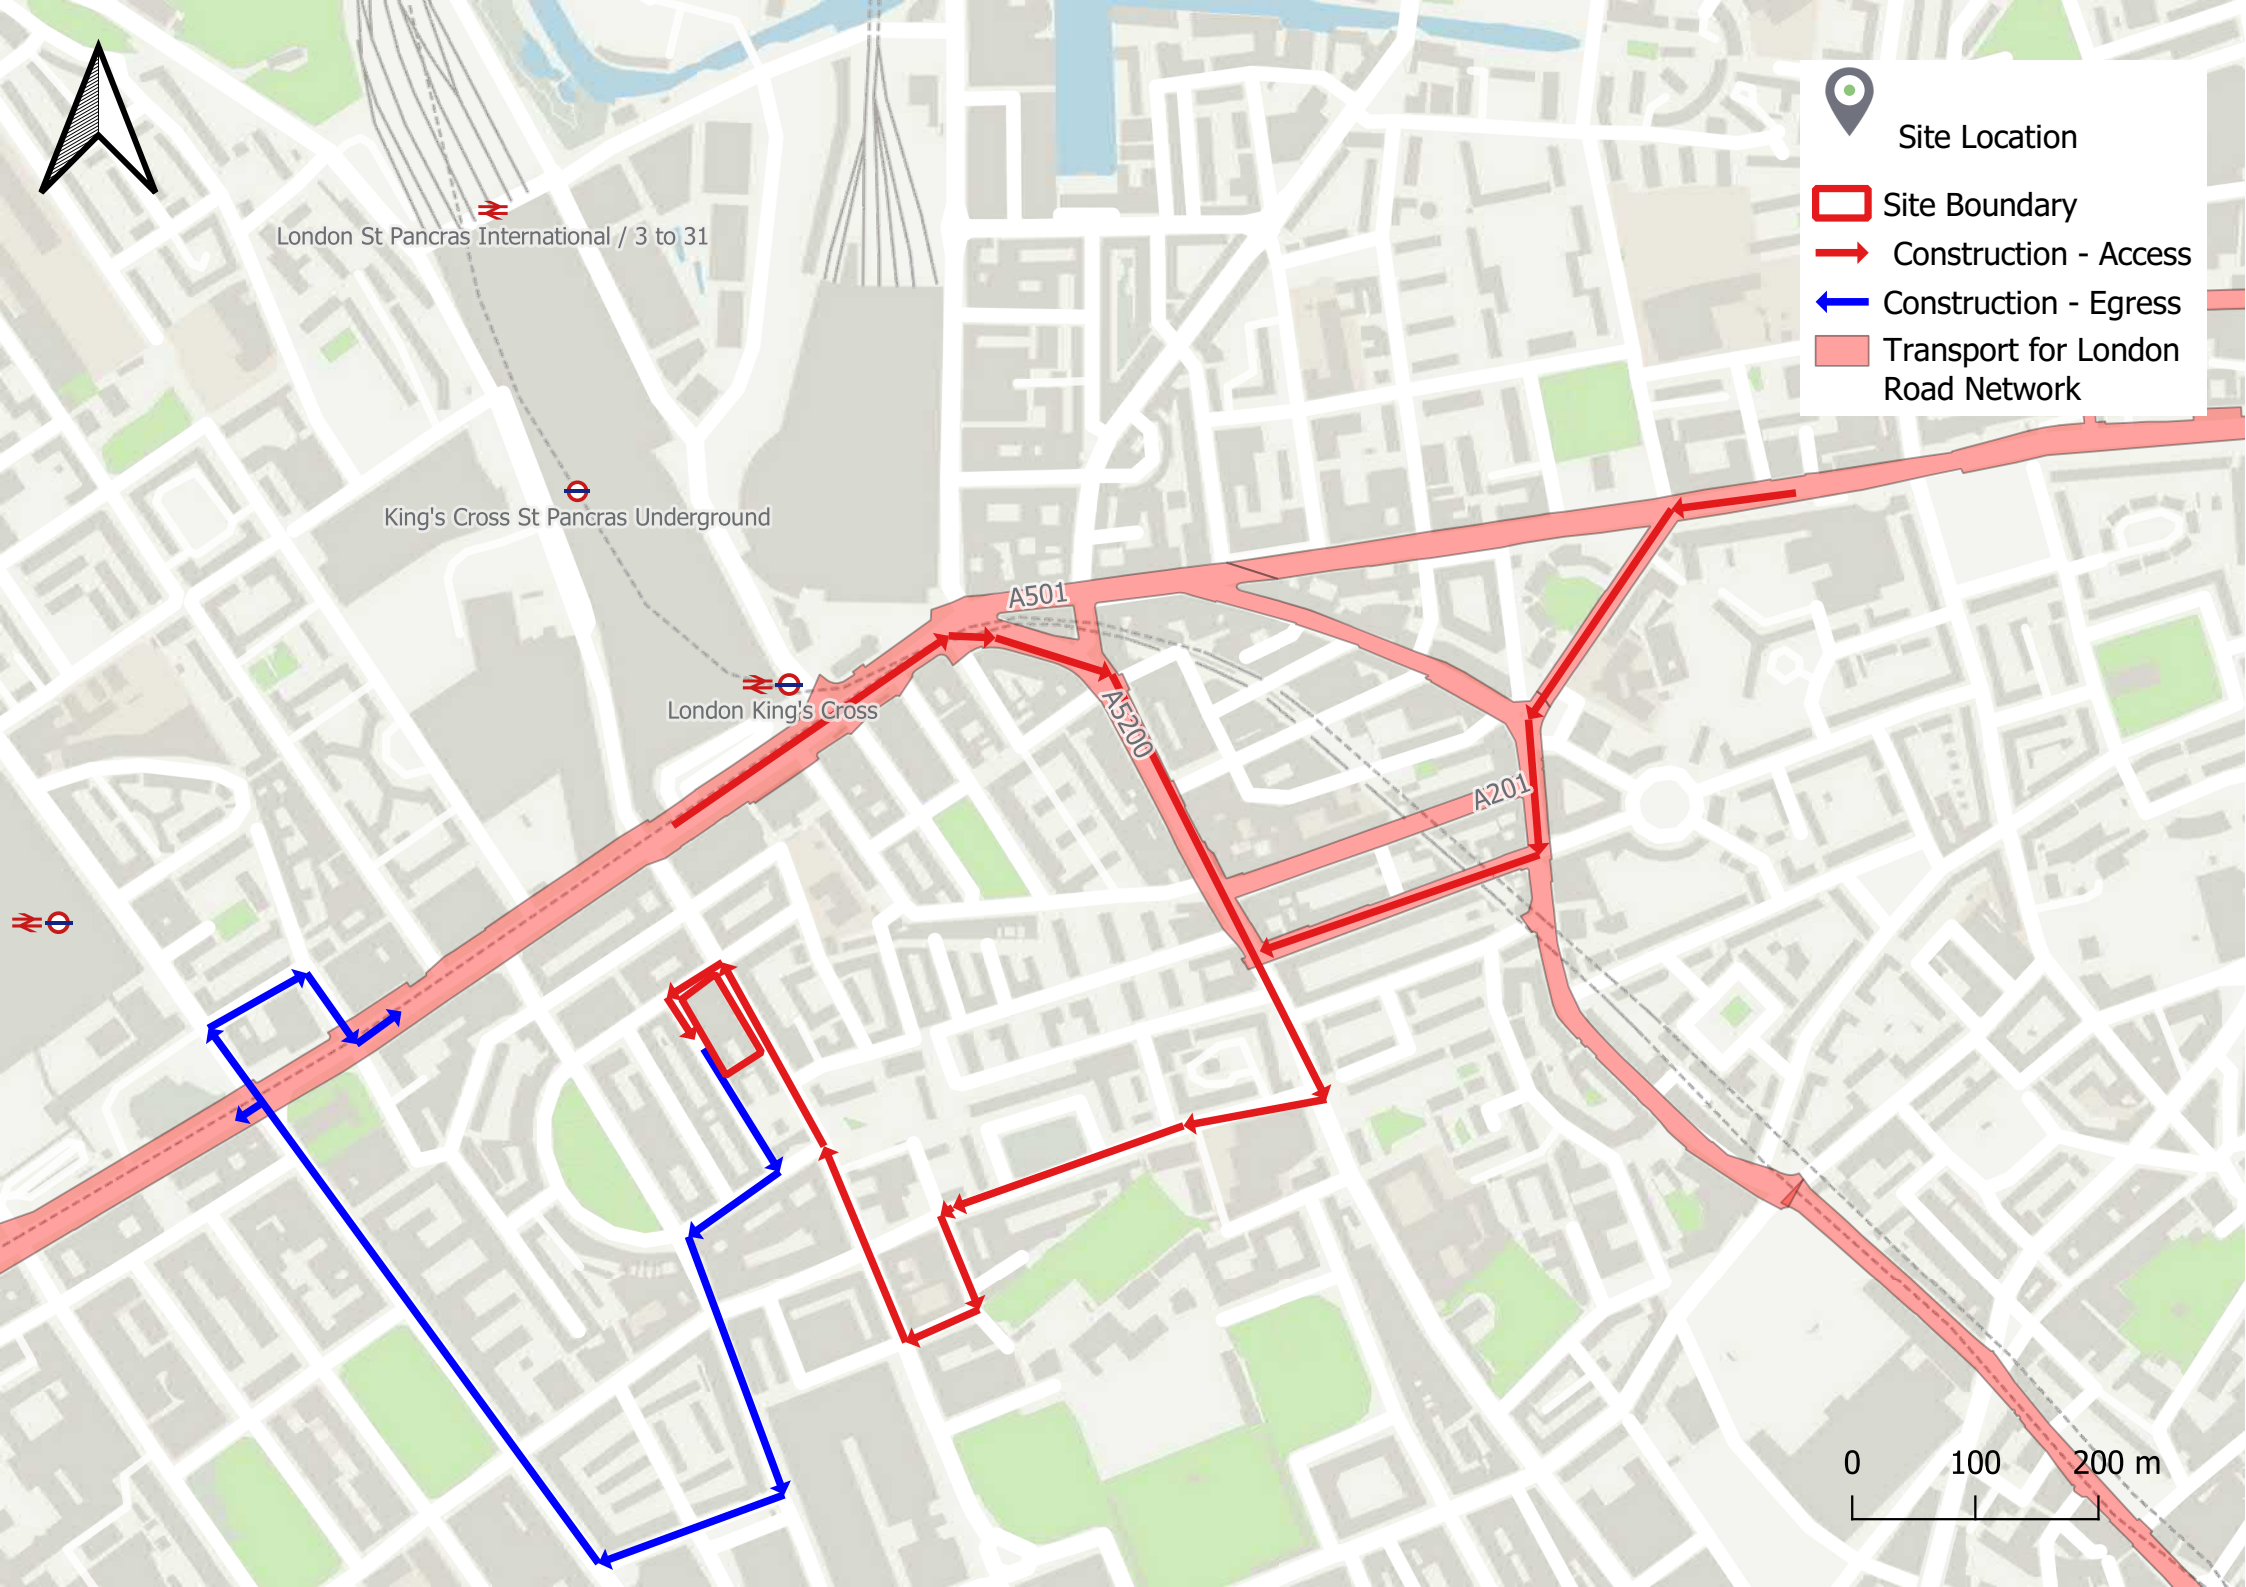 Site Location
Site Boundary
Construction - Access
Construction - Egress
Transport for London
Road Network
London St Pancras International / 3 to 31
King's Cross St Pancras Underground
A501
London King's Cross
A5200
A201
0 100 200 m